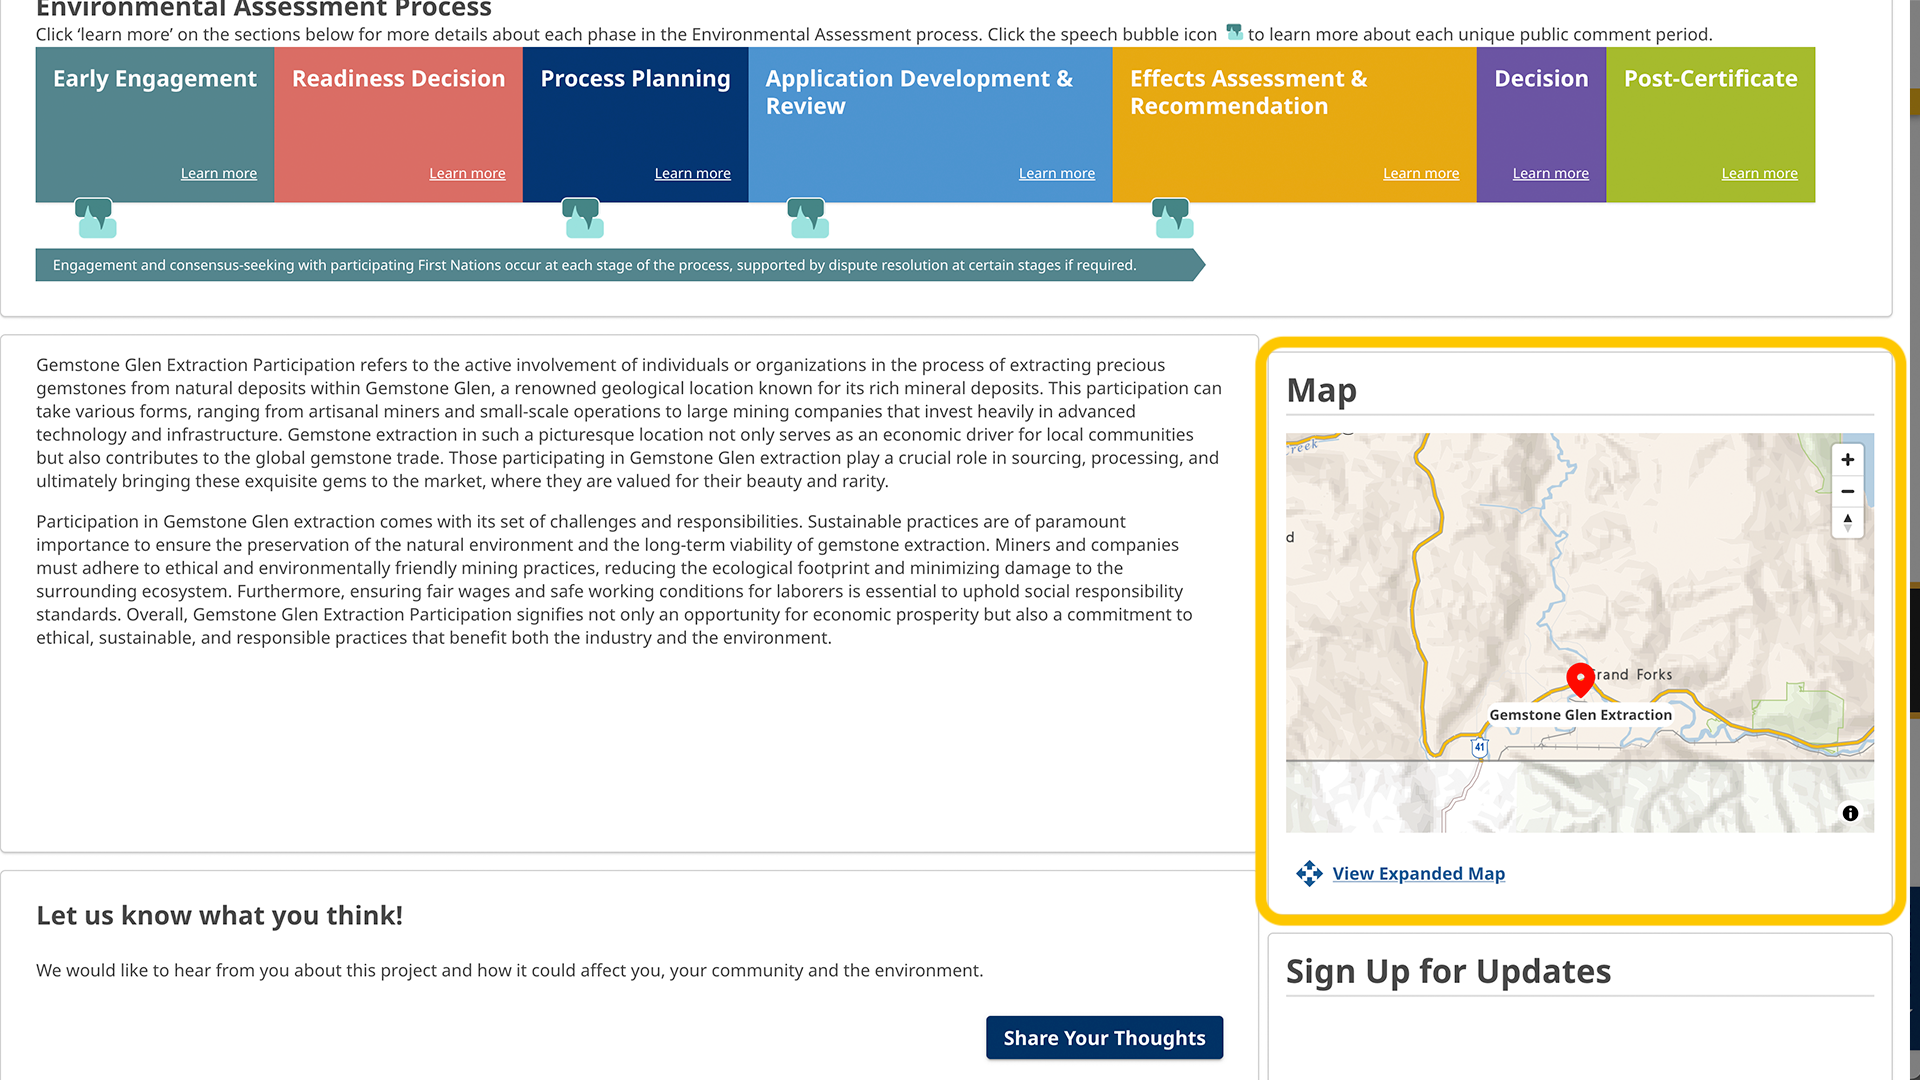 Environmental Assessment Process
Click ‘learn more’ on the sections below for more details about each phase in the Environmental Assessment process. Click the speech bubble icon to learn more about each unique public comment period.
Early Engagement
Learn more
Readiness Decision
Learn more
Process Planning
Learn more
Application Development &
Review
Learn more
Effects Assessment &
Recommendation
Learn more
Decision
Learn more
Post-Certificate
Learn more
Engagement and consensus-seeking with participating First Nations occur at each stage of the process, supported by dispute resolution at certain stages if required.
Gemstone Glen Extraction Participation refers to the active involvement of individuals or organizations in the process of extracting precious
gemstones from natural deposits within Gemstone Glen, a renowned geological location known for its rich mineral deposits. This participation can
take various forms, ranging from artisanal miners and small-scale operations to large mining companies that invest heavily in advanced
technology and infrastructure. Gemstone extraction in such a picturesque location not only serves as an economic driver for local communities
but also contributes to the global gemstone trade. Those participating in Gemstone Glen extraction play a crucial role in sourcing, processing, and
ultimately bringing these exquisite gems to the market, where they are valued for their beauty and rarity.
Participation in Gemstone Glen extraction comes with its set of challenges and responsibilities. Sustainable practices are of paramount
importance to ensure the preservation of the natural environment and the long-term viability of gemstone extraction. Miners and companies
must adhere to ethical and environmentally friendly mining practices, reducing the ecological footprint and minimizing damage to the
surrounding ecosystem. Furthermore, ensuring fair wages and safe working conditions for laborers is essential to uphold social responsibility
standards. Overall, Gemstone Glen Extraction Participation signifies not only an opportunity for economic prosperity but also a commitment to
ethical, sustainable, and responsible practices that benefit both the industry and the environment.
Map
reek
d
rand Forks
Gemstone Glen Extraction
41
View Expanded Map
Let us know what you think!
We would like to hear from you about this project and how it could affect you, your community and the environment.
Share Your Thoughts
Sign Up for Updates